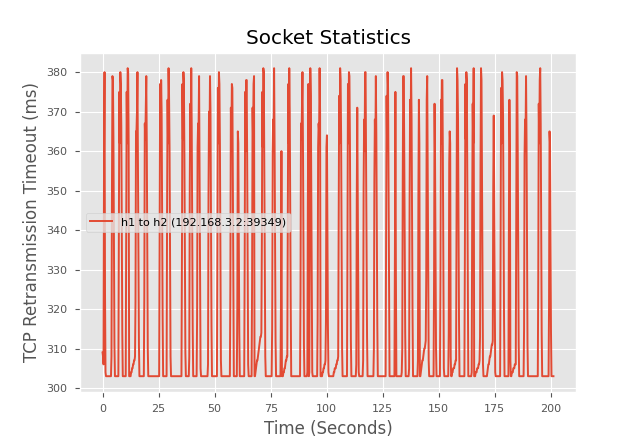 Socket Statistics
TCP Retransmission Timeout (ms)
380
370
360
350
340
330
320
310
300
h1 to h2 (192.168.3.2:39349)
0 25 50 75 100 125 150 175 200
Time (Seconds)